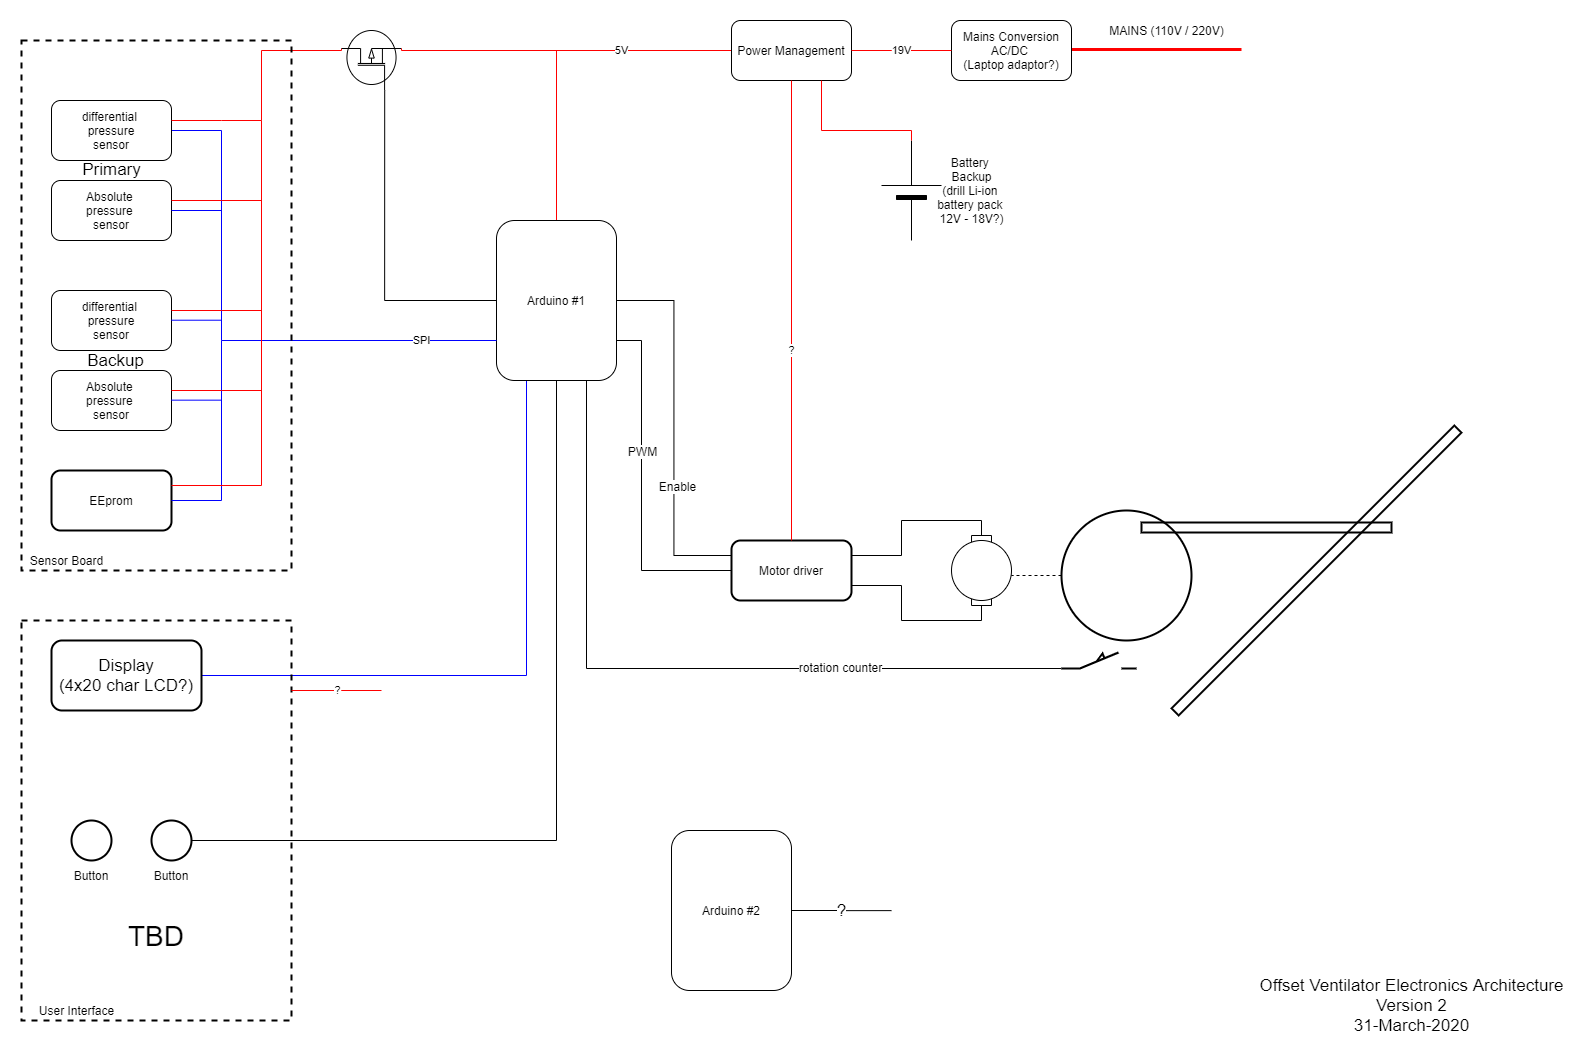 MAINS (110V / 220V)
Mains Conversion
AC/DC
(Laptop adaptor?)
19V
Power Management
5V
differential
pressure
sensor
Primary
Absolute
pressure
sensor
differential
pressure
sensor
Backup
Absolute
pressure
sensor
EEprom
Sensor Board
Battery
Backup
(drill Li-ion
battery pack
12V - 18V?)
Arduino #1
SPI
?
PWM
Enable
Motor driver
rotation counter
Display
(4x20 char LCD?)
?
Button
Button
TBD
User Interface
Arduino #2
?
Offset Ventilator Electronics Architecture
Version 2
31-March-2020